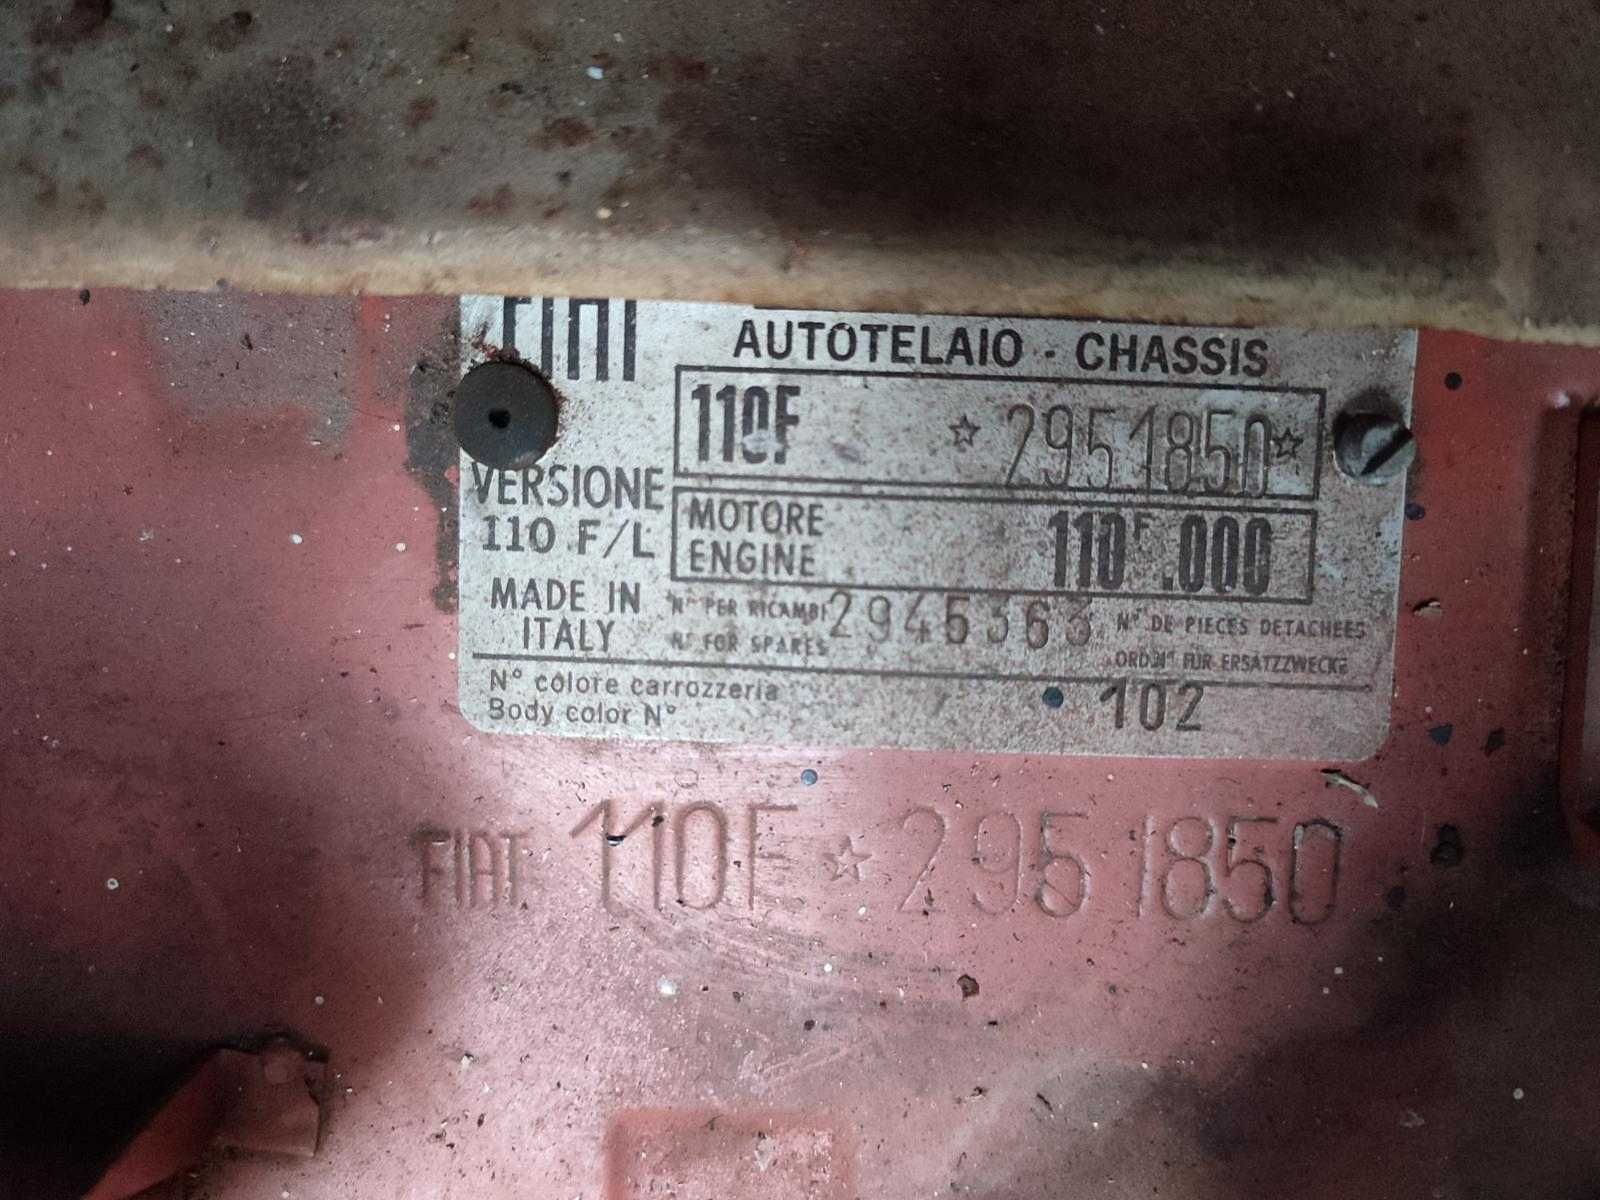 FIAT
AUTOTELAIO - CHASSIS
110F ☆ 2951850☆
VERSIONE
110 F/L
MOTORE
ENGINE
110F.000
MADE IN
ITALY
N° PER RICAMBI 2945363 N° DE PIECES DETACHEES
N° FOR SPARES ORD.N° FÜR ERSATZZWECKE
N° colore carrozzeria
Body color N°
102
FIAT 110F ☆ 2951850